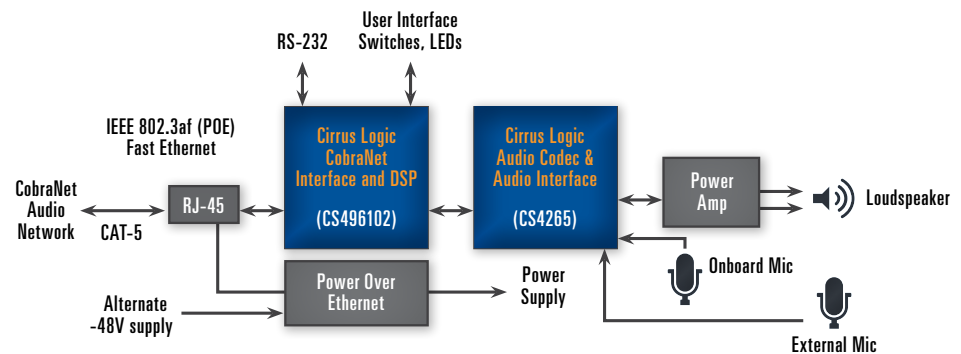 User Interface
RS-232
Switches, LEDs
IEEE 802.3af (POE)
Fast Ethernet
Cirrus Logic
CobraNet
Interface and DSP
(CS496102)
Cirrus Logic
Audio Codec &
Audio Interface
(CS4265)
CobraNet
Audio
Network
CAT-5
RJ-45
Power
Amp
Loudspeaker
Onboard Mic
Power Over
Ethernet
Power
Supply
Alternate
-48V supply
External Mic